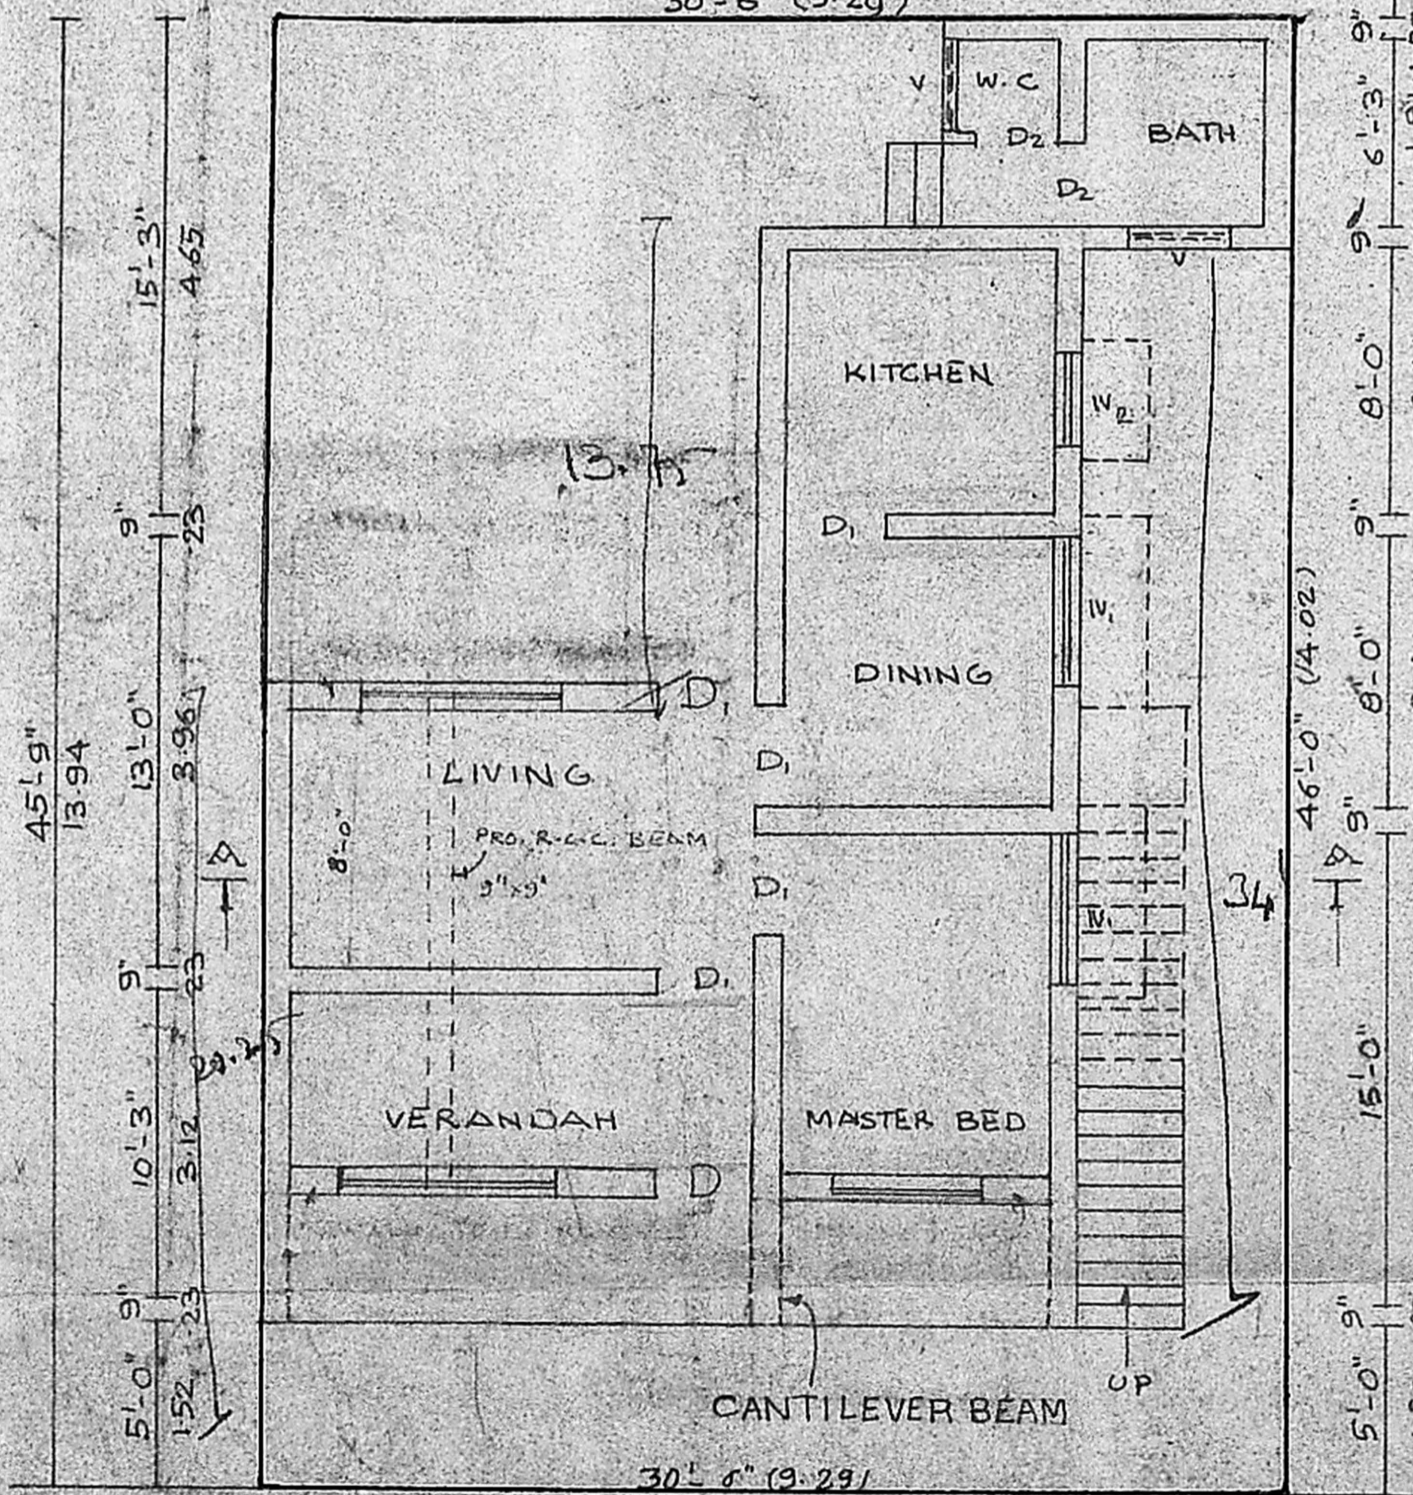 30'-6" (9.29)
9"
V
W.C
D2
BATH
6'-3"
D2
9"
V
15'-3"
4.65
KITCHEN
W2
8'-0"
13.75
9"
23
D1
9"
W1
DINING
46'-0" (14.02)
8'-0"
D1
45'-9"
13.94
13'-0"
3.96
LIVING
D1
8'-0"
PRO. R.C.C. BEAM
9"x9"
9"
A
A
D1
W1
34'
9"
23
D1
10'-3"
3.12
VERANDAH
MASTER BED
15'-0"
D
9"
23
9"
5'-0"
1.52
UP
CANTILEVER BEAM
5'-0"
30'-6" (9.29)